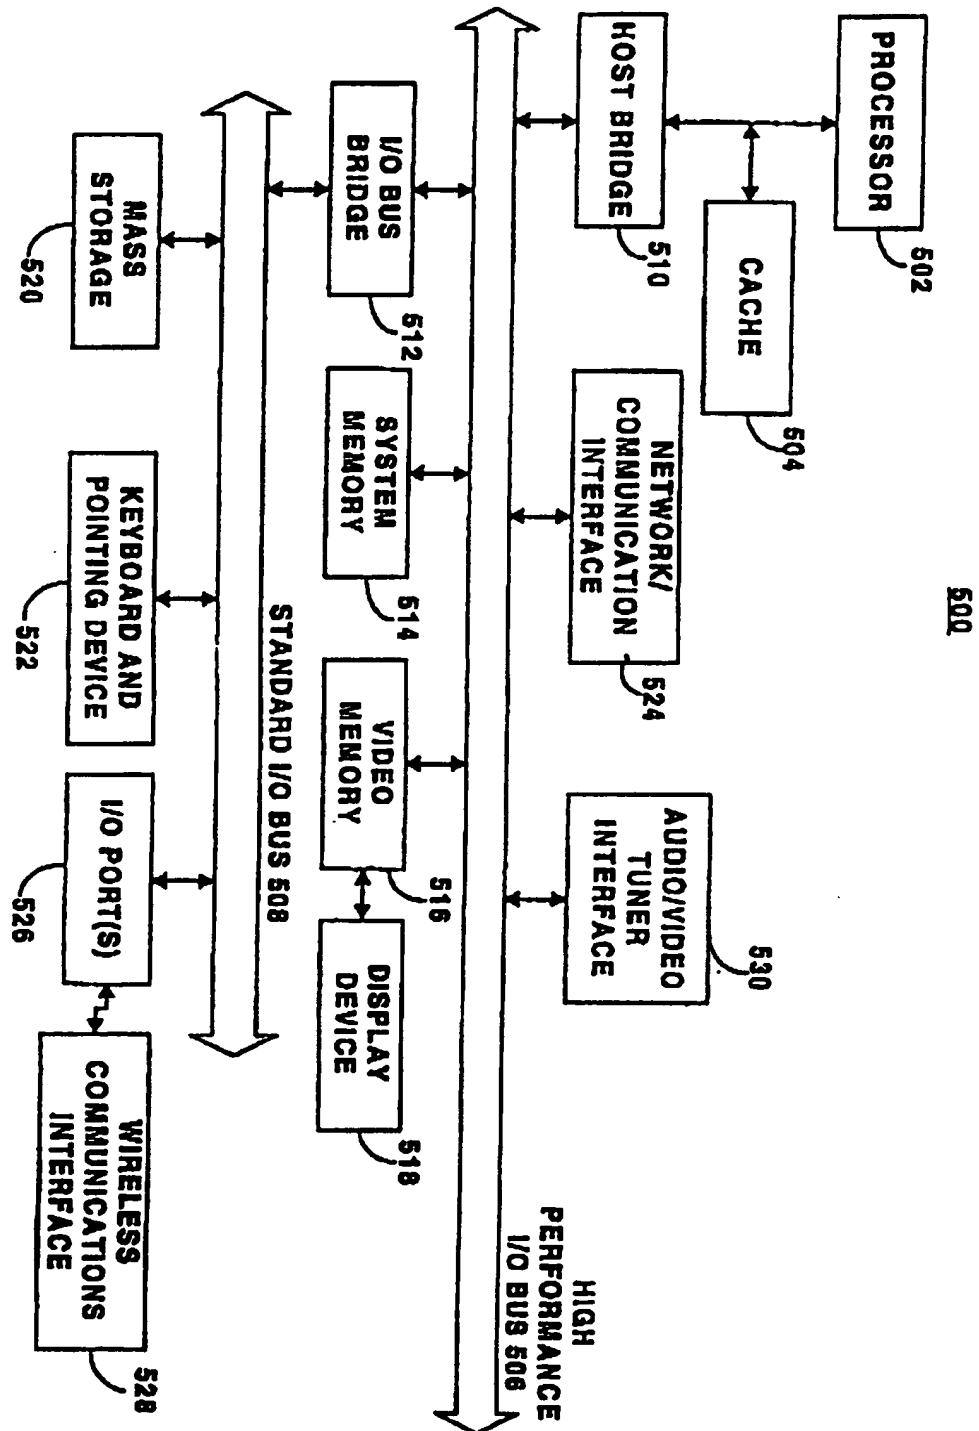 500
PROCESSOR
502
CACHE
504
HOST BRIDGE
510
NETWORK/
COMMUNICATION
INTERFACE
524
AUDIO/VIDEO
TUNER
INTERFACE
530
HIGH
PERFORMANCE
I/O BUS 506
I/O BUS
BRIDGE
512
SYSTEM
MEMORY
514
VIDEO
MEMORY
516
DISPLAY
DEVICE
518
STANDARD I/O BUS 508
MASS
STORAGE
520
KEYBOARD AND
POINTING DEVICE
522
I/O PORT(S)
526
WIRELESS
COMMUNICATIONS
INTERFACE
528